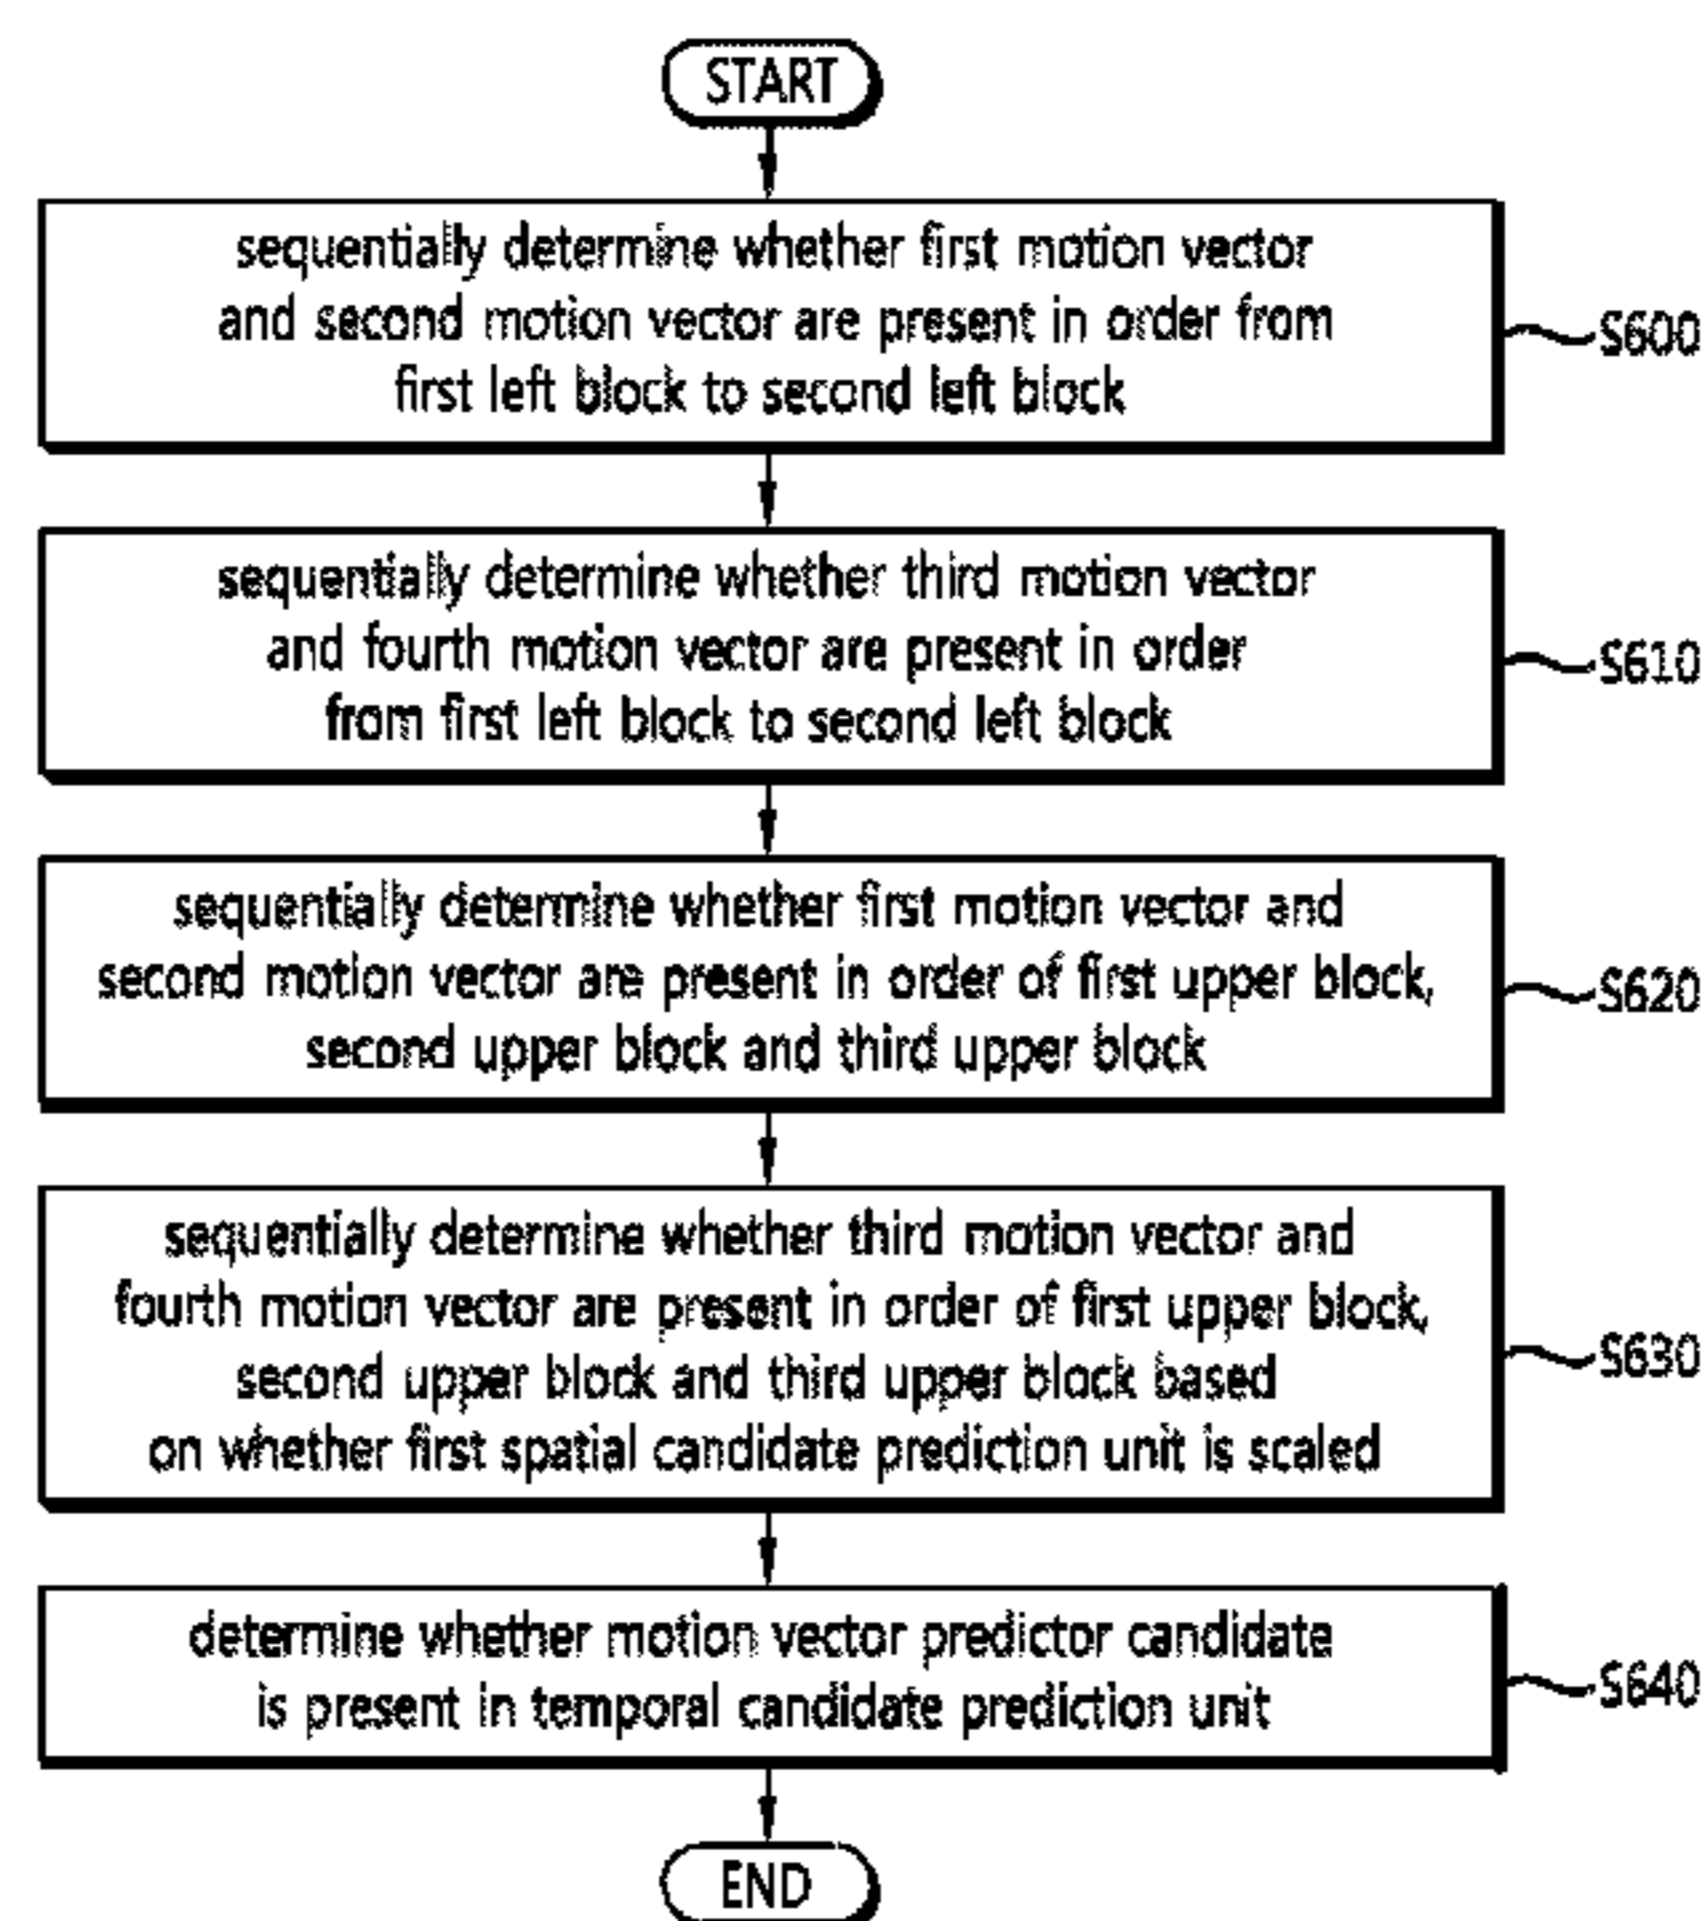 START
sequentially determine whether first motion vector
and second motion vector are present in order from
first left block to second left block
S600
sequentially determine whether third motion vector
and fourth motion vector are present in order
from first left block to second left block
S610
sequentially determine whether first motion vector and
second motion vector are present in order of first upper block,
second upper block and third upper block
S620
sequentially determine whether third motion vector and
fourth motion vector are present in order of first upper block,
second upper block and third upper block based
on whether first spatial candidate prediction unit is scaled
S630
determine whether motion vector predictor candidate
is present in temporal candidate prediction unit
S640
END